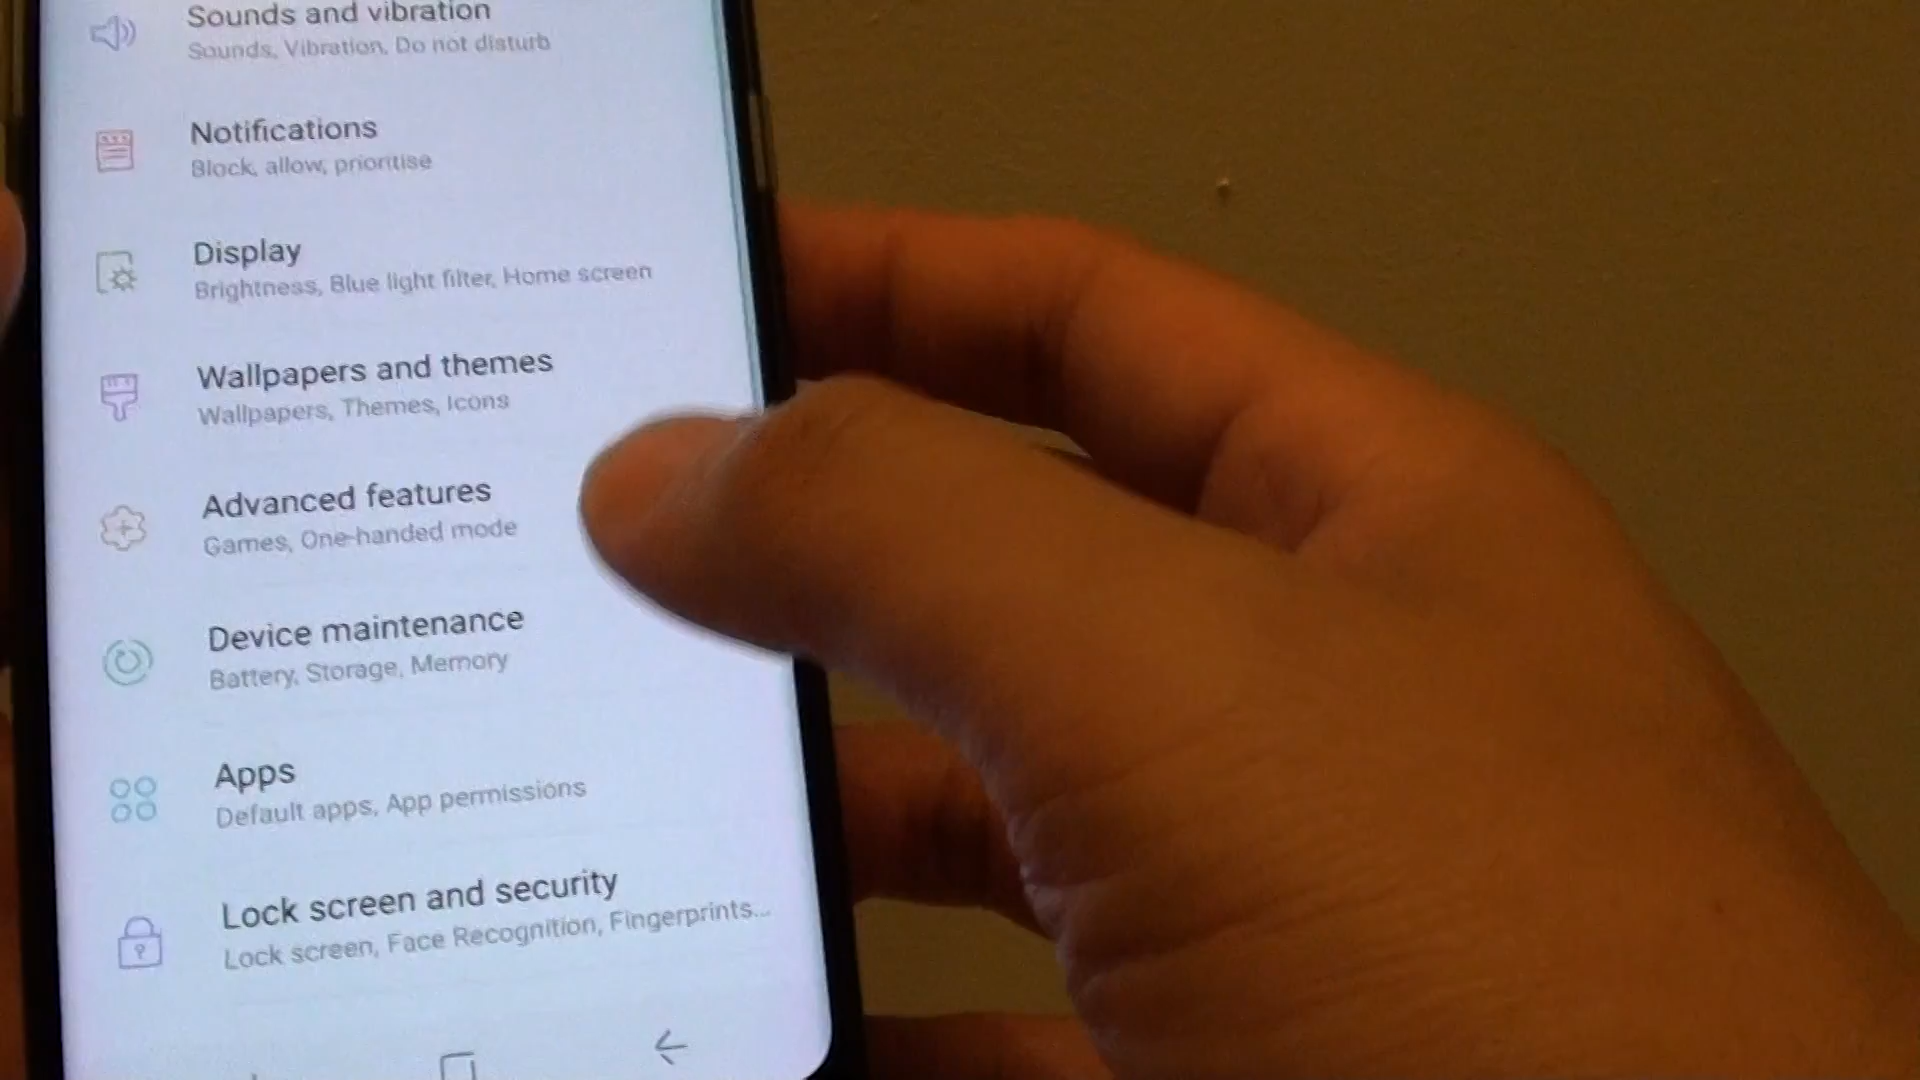 Sounds and vibration
Sounds, Vibration, Do not disturb
Notifications
Block, allow, prioritise
Display
Brightness, Blue light filter, Home screen
Wallpapers and themes
Wallpapers, Themes, Icons
Advanced features
Games, One-handed mode
Device maintenance
Battery, Storage, Memory
Apps
Default apps, App permissions
Lock screen and security
Lock screen, Face Recognition, Fingerprints...